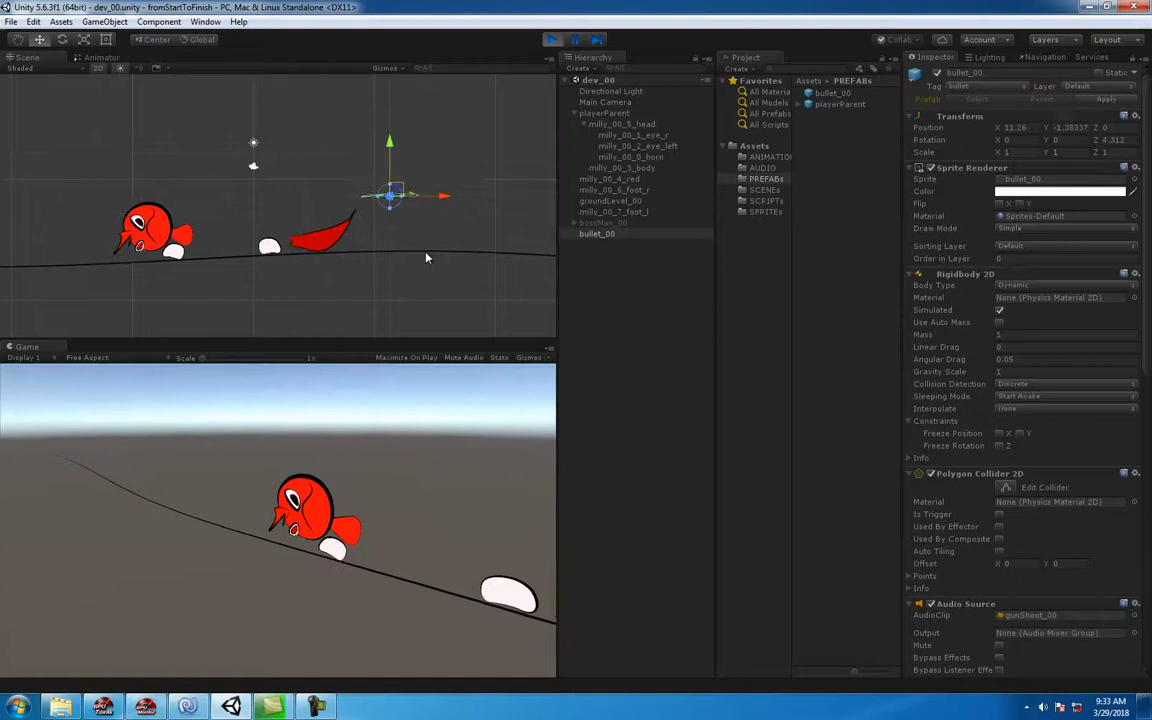 Unity 5.6.3f1 (64bit) - dev_00.unity - fromStartToFinish - PC, Mac & Linux Standalone <DX11>
File Edit Assets GameObject Component Window Help
Center Global
Collab
Account
Layers
Layout
Scene Animator
Shaded 2D Gizmos All
Hierarchy
Create All
dev_00
Directional Light
Main Camera
playerParent
milly_00_5_head
milly_00_1_eye_r
milly_00_2_eye_left
milly_00_0_horn
milly_00_3_body
milly_00_4_red
milly_00_6_foot_r
groundLevel_00
milly_00_7_foot_l
bossMan_00
bullet_00
Project
Create
Favorites
All Materia
All Models
All Prefabs
All Scripts
Assets
ANIMATIO
AUDIO
PREFABs
SCENEs
SCRIPTs
SPRITEs
Assets PREFABs
bullet_00
playerParent
Inspector Lighting Navigation Services
bullet_00 Static
Tag bullet Layer Default
Prefab Select Revert Apply
Transform
Position X 11.26 Y -1.38337 Z 0
Rotation X 0 Y 0 Z 4.312
Scale X 1 Y 1 Z 1
Sprite Renderer
Sprite bullet_00
Color
Flip X Y
Material Sprites-Default
Draw Mode Simple
Sorting Layer Default
Order in Layer 0
Rigidbody 2D
Body Type Dynamic
Material None (Physics Material 2D)
Simulated
Use Auto Mass
Mass 1
Linear Drag 0
Angular Drag 0.05
Gravity Scale 1
Collision Detection Discrete
Sleeping Mode Start Awake
Interpolate None
Constraints
Freeze Position X Y
Freeze Rotation Z
Info
Polygon Collider 2D
Edit Collider
Material None (Physics Material 2D)
Is Trigger
Used By Effector
Used By Composite
Auto Tiling
Offset X 0 Y 0
Points
Info
Audio Source
AudioClip gunShoot_00
Output None (Audio Mixer Group)
Mute
Bypass Effects
Bypass Listener Effe
Game
Display 1 Free Aspect Scale 1x Maximize On Play Mute Audio Stats Gizmos
9:33 AM
3/29/2018